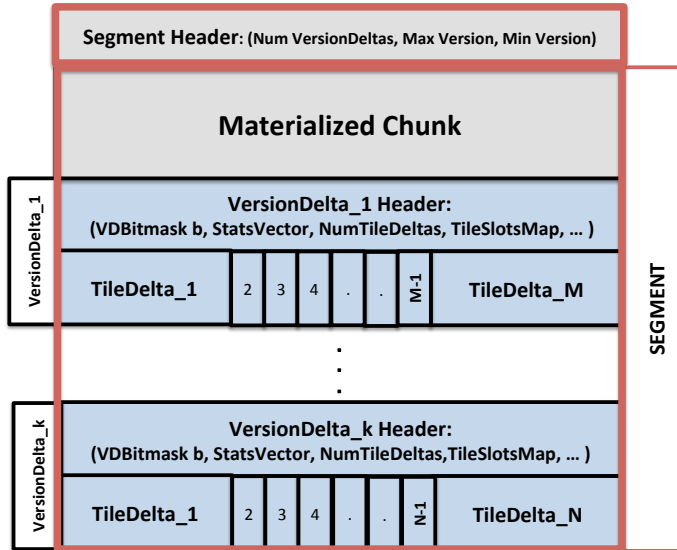 Segment Header: (Num VersionDeltas, Max Version, Min Version)
Materialized Chunk
VersionDelta_1
VersionDelta_1 Header:
(VDBitmask b, StatsVector, NumTileDeltas, TileSlotsMap, ... )
TileDelta_1 2 3 4 . . M-1 TileDelta_M
SEGMENT
.
.
.
VersionDelta_k
VersionDelta_k Header:
(VDBitmask b, StatsVector, NumTileDeltas,TileSlotsMap, ... )
TileDelta_1 2 3 4 . . N-1 TileDelta_N